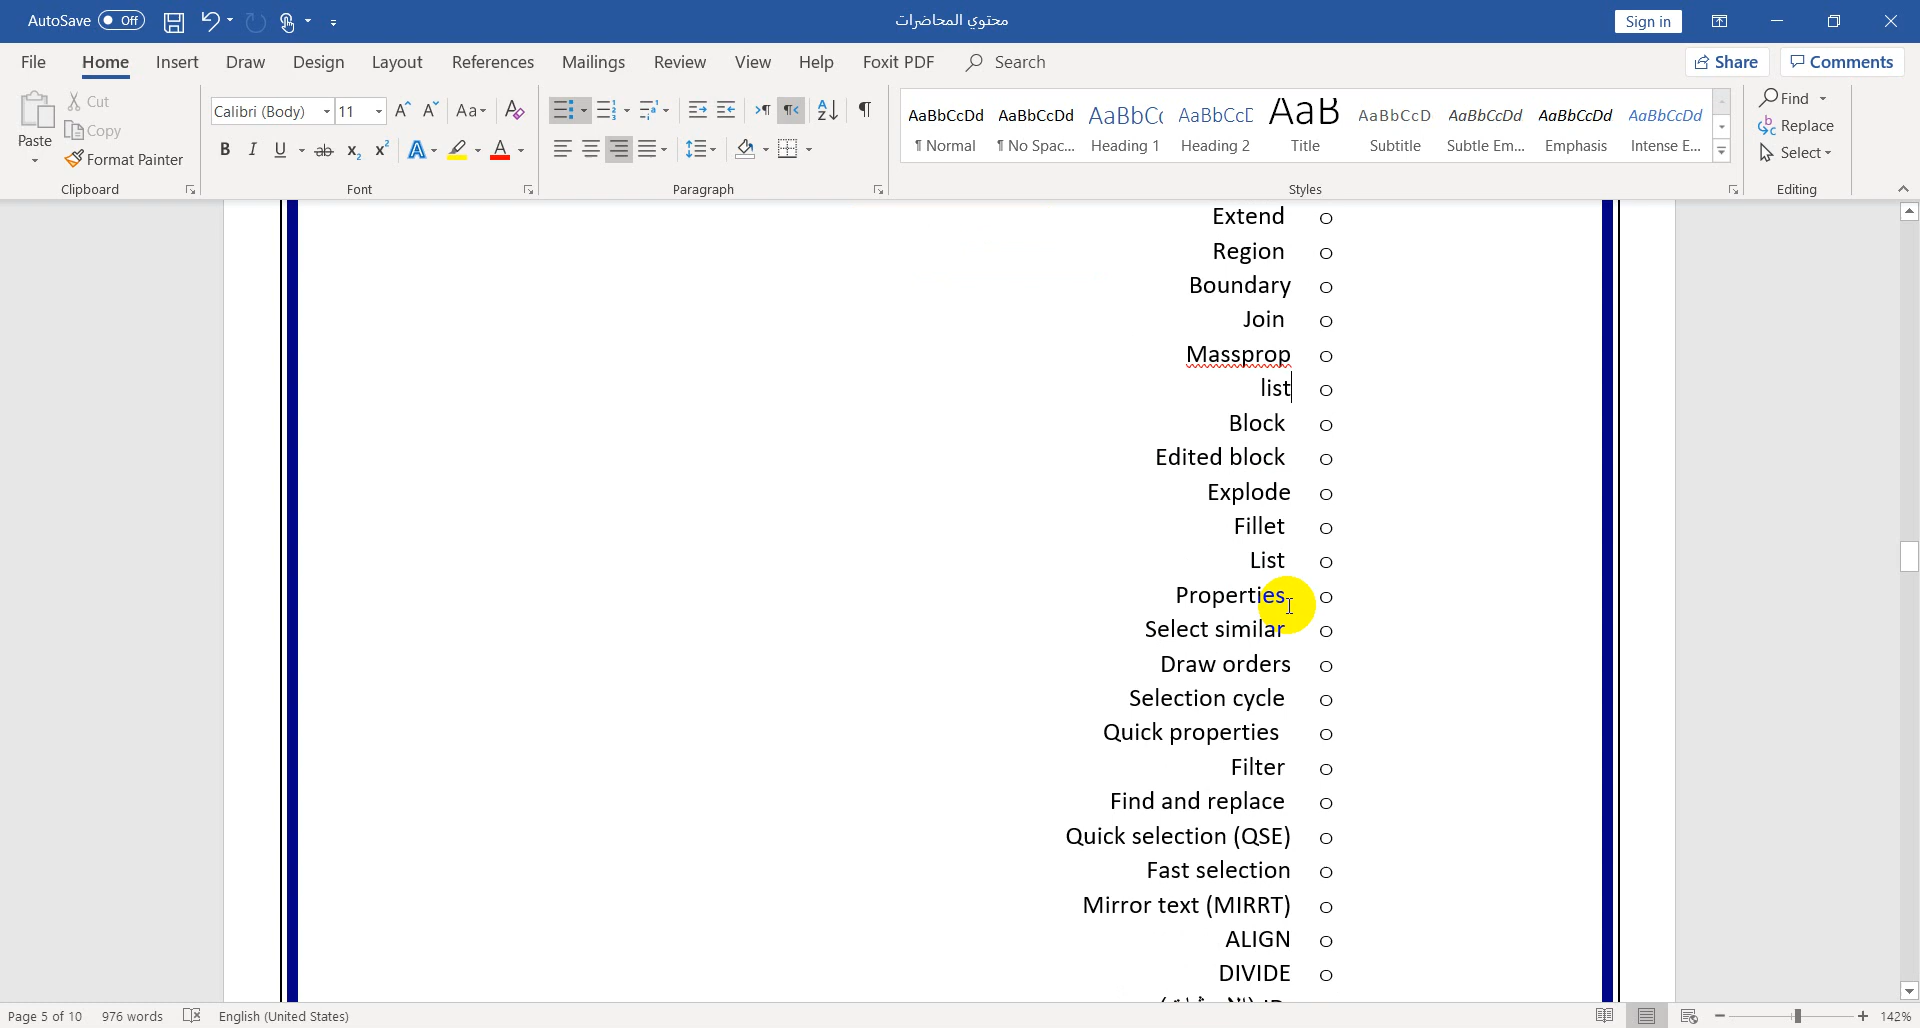 AutoSave Off
محتوي المحاضرات
Sign in
File Home Insert Draw Design Layout References Mailings Review View Help Foxit PDF Search
Share Comments
Paste
Cut
Copy
Format Painter
Clipboard
Calibri (Body) 11
Font
Paragraph
AaBbCcDd AaBbCcDd AaBbCc AaBbCcC AaB AaBbCcD AaBbCcDd AaBbCcDd AaBbCcDd
¶ Normal ¶ No Spac... Heading 1 Heading 2 Title Subtitle Subtle Em... Emphasis Intense E...
Styles
Find
Replace
Select
Editing
Extend
Region
Boundary
Join
Massprop
list
Block
Edited block
Explode
Fillet
List
Properties
Select similar
Draw orders
Selection cycle
Quick properties
Filter
Find and replace
Quick selection (QSE)
Fast selection
Mirror text (MIRRT)
ALIGN
DIVIDE
Page 5 of 10 976 words English (United States) 142%